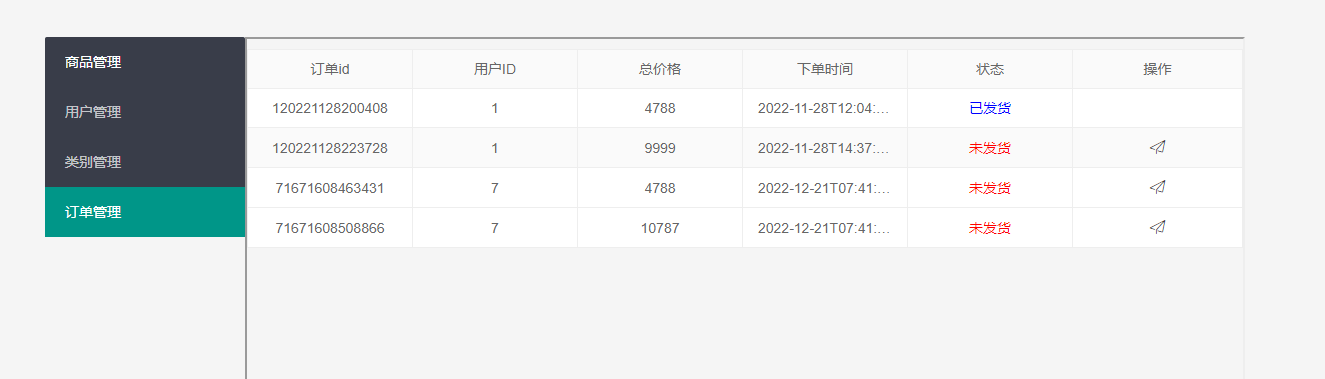 商品管理
用户管理
类别管理
订单管理
订单id 用户ID 总价格 下单时间 状态 操作
120221128200408 1 4788 2022-11-28T12:04:... 已发货
120221128223728 1 9999 2022-11-28T14:37:... 未发货
71671608463431 7 4788 2022-12-21T07:41:... 未发货
71671608508866 7 10787 2022-12-21T07:41:... 未发货